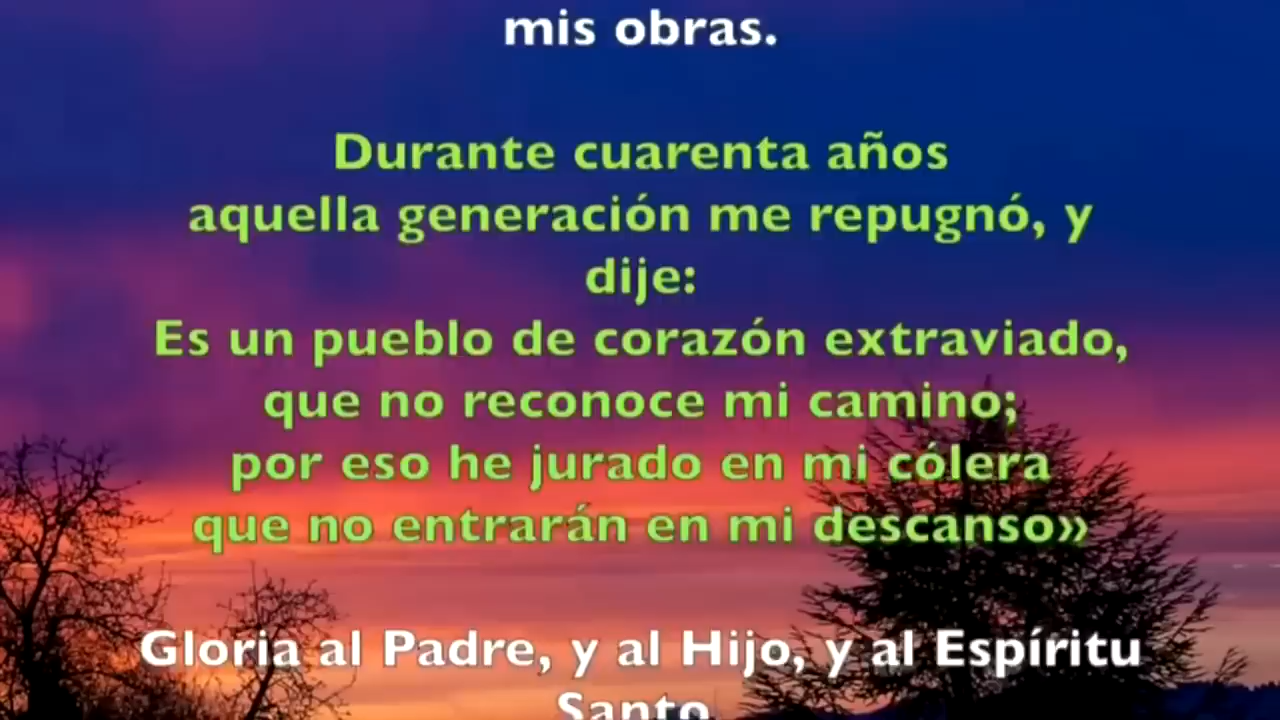 mis obras.
Durante cuarenta años
aquella generación me repugnó, y
dije:
Es un pueblo de corazón extraviado,
que no reconoce mi camino;
por eso he jurado en mi cólera
que no entrarán en mi descanso»
Gloria al Padre, y al Hijo, y al Espíritu
Santo.